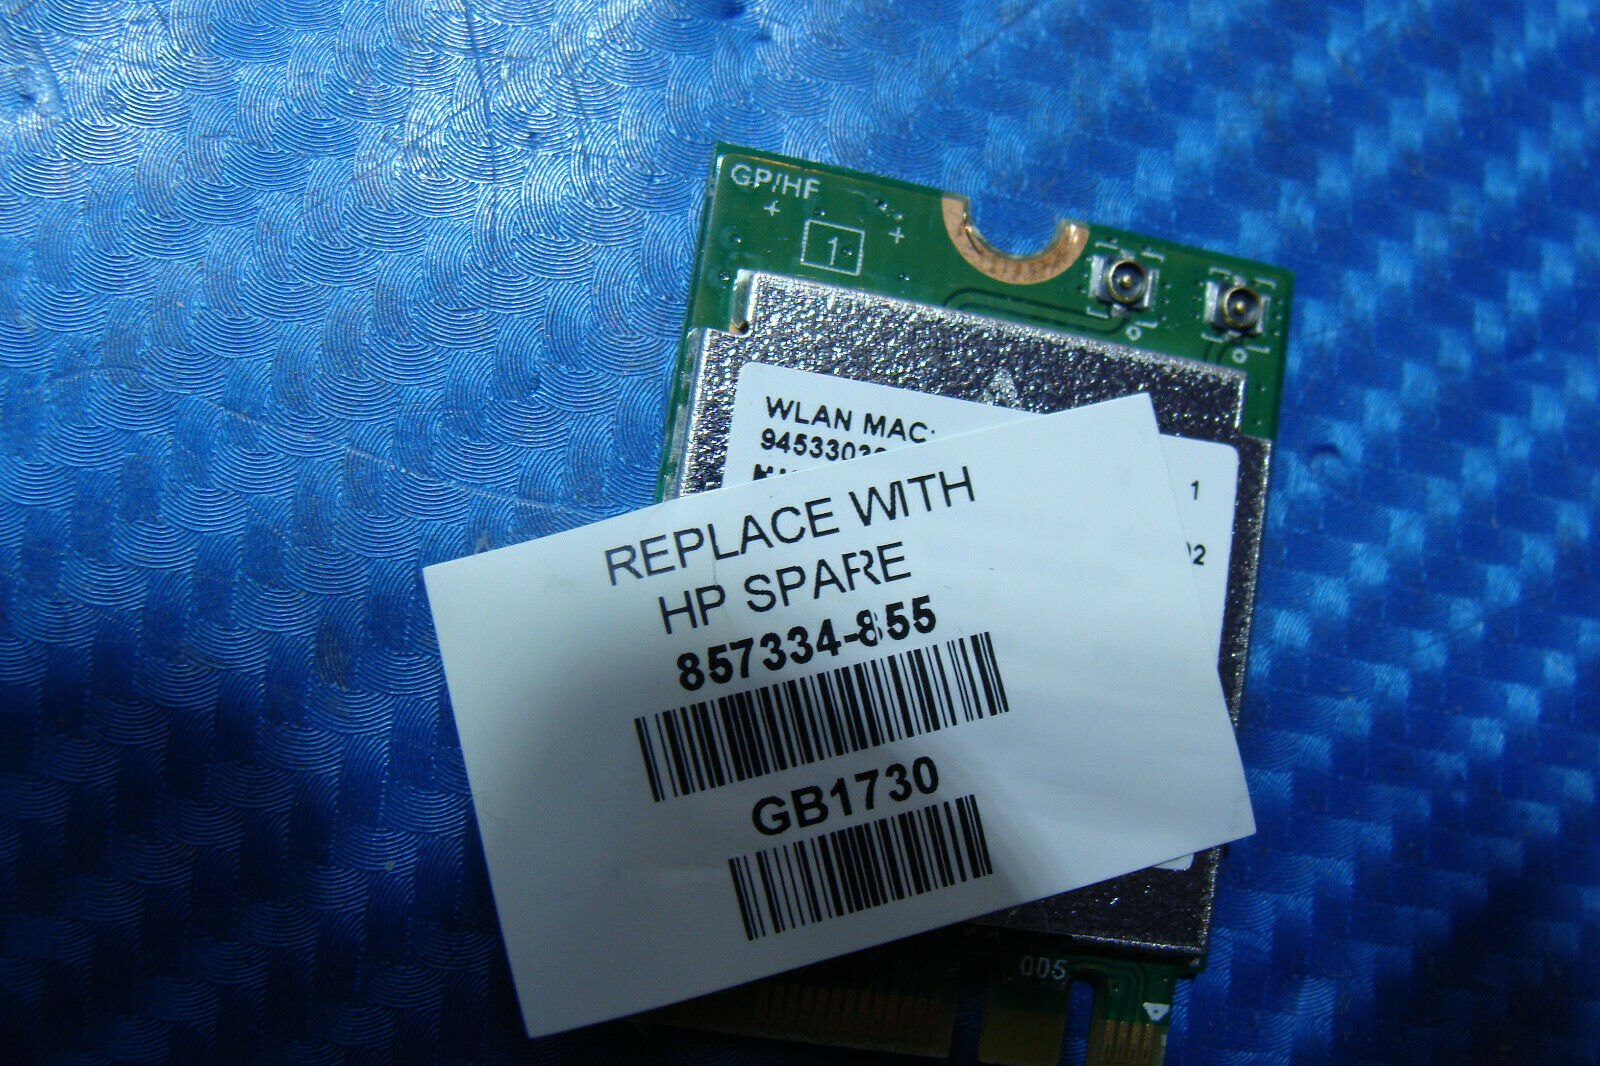 GP/HF
1
WLAN MAC:
REPLACE WITH
HP SPARE
857334-855
GB1730
005